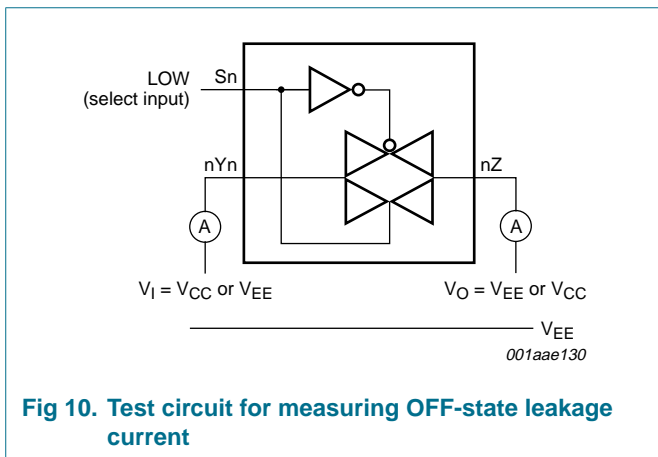 LOW Sn
(select input)
nYn
nZ
A
A
VI = VCC or VEE
VO = VEE or VCC
VEE
001aae130
Fig 10. Test circuit for measuring OFF-state leakage
current